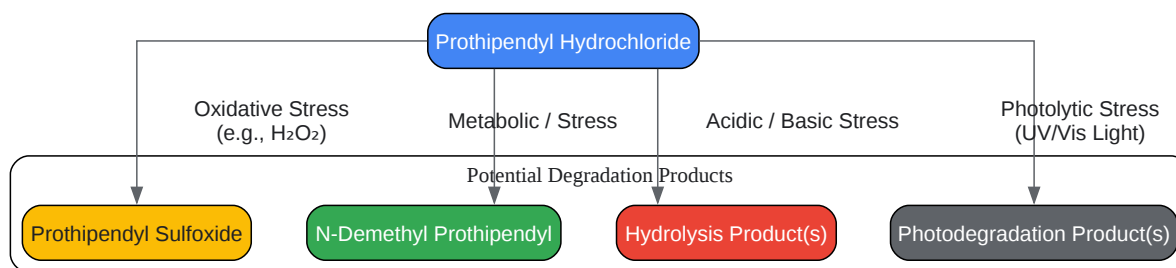 Prothipendyl Hydrochloride
Oxidative Stress
(e.g., H₂O₂)
Metabolic / Stress
Acidic / Basic Stress
Photolytic Stress
(UV/Vis Light)
Potential Degradation Products
Prothipendyl Sulfoxide
N-Demethyl Prothipendyl
Hydrolysis Product(s)
Photodegradation Product(s)